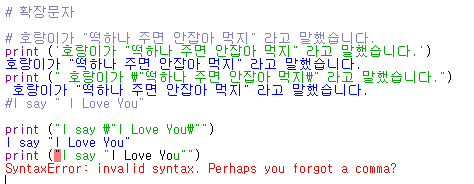 # 확장문자
# 호랑이가 "떡하나 주면 안잡아 먹지" 라고 말했습니다.
print ('호랑이가 "떡하나 주면 안잡아 먹지" 라고 말했습니다.')
호랑이가 "떡하나 주면 안잡아 먹지" 라고 말했습니다.
print (" 호랑이가 #"떡하나 주면 안잡아 먹지#" 라고 말했습니다.")
호랑이가 "떡하나 주면 안잡아 먹지" 라고 말했습니다.
#I say " I Love You"
print ("I say #"I Love You#"")
I say "I Love You"
print ("I say "I Love You"")
SyntaxError: invalid syntax. Perhaps you forgot a comma?